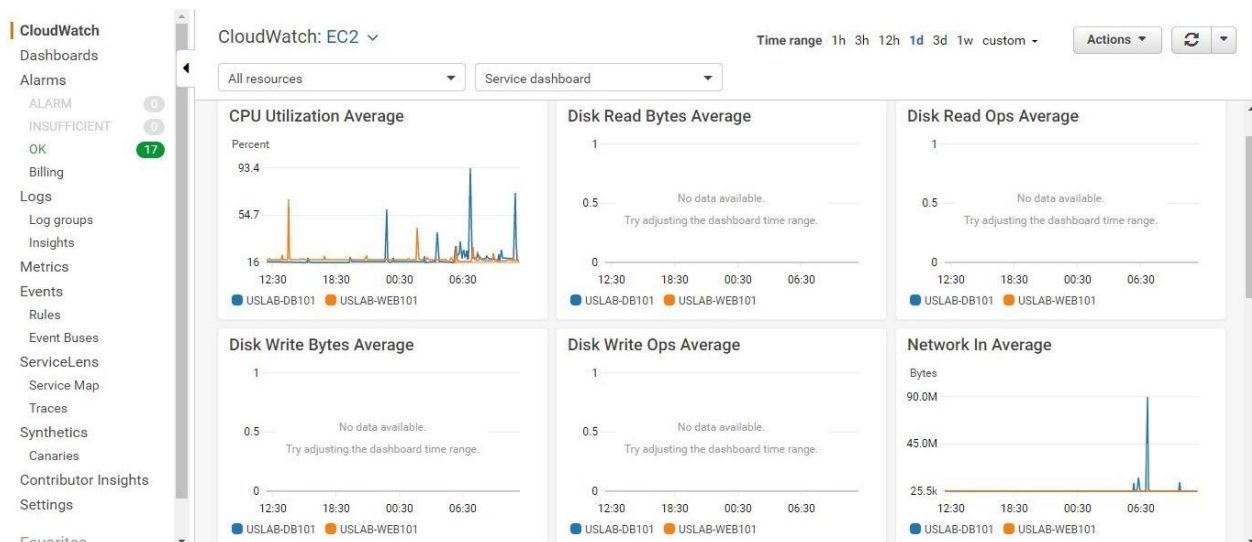 CloudWatch
Dashboards
Alarms
ALARM 0
INSUFFICIENT 0
OK 17
Billing
Logs
Log groups
Insights
Metrics
Events
Rules
Event Buses
ServiceLens
Service Map
Traces
Synthetics
Canaries
Contributor Insights
Settings
Favorites
CloudWatch: EC2
Time range 1h 3h 12h 1d 3d 1w custom
Actions
All resources
Service dashboard
CPU Utilization Average
Percent
93.4
54.7
16
12:30 18:30 00:30 06:30
USLAB-DB101 USLAB-WEB101
Disk Read Bytes Average
1
0.5
No data available.
Try adjusting the dashboard time range.
0
12:30 18:30 00:30 06:30
USLAB-DB101 USLAB-WEB101
Disk Read Ops Average
1
0.5
No data available.
Try adjusting the dashboard time range.
0
12:30 18:30 00:30 06:30
USLAB-DB101 USLAB-WEB101
Disk Write Bytes Average
1
0.5
No data available.
Try adjusting the dashboard time range.
0
12:30 18:30 00:30 06:30
USLAB-DB101 USLAB-WEB101
Disk Write Ops Average
1
0.5
No data available.
Try adjusting the dashboard time range.
0
12:30 18:30 00:30 06:30
USLAB-DB101 USLAB-WEB101
Network In Average
Bytes
90.0M
45.0M
25.5k
12:30 18:30 00:30 06:30
USLAB-DB101 USLAB-WEB101